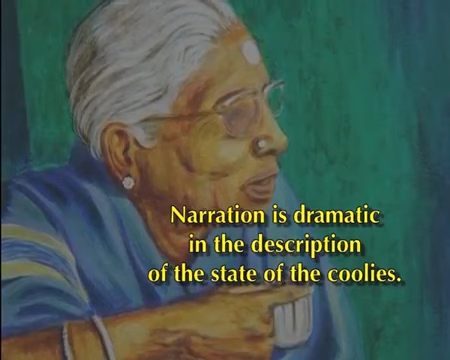 Narration is dramatic
in the description
of the state of the coolies.